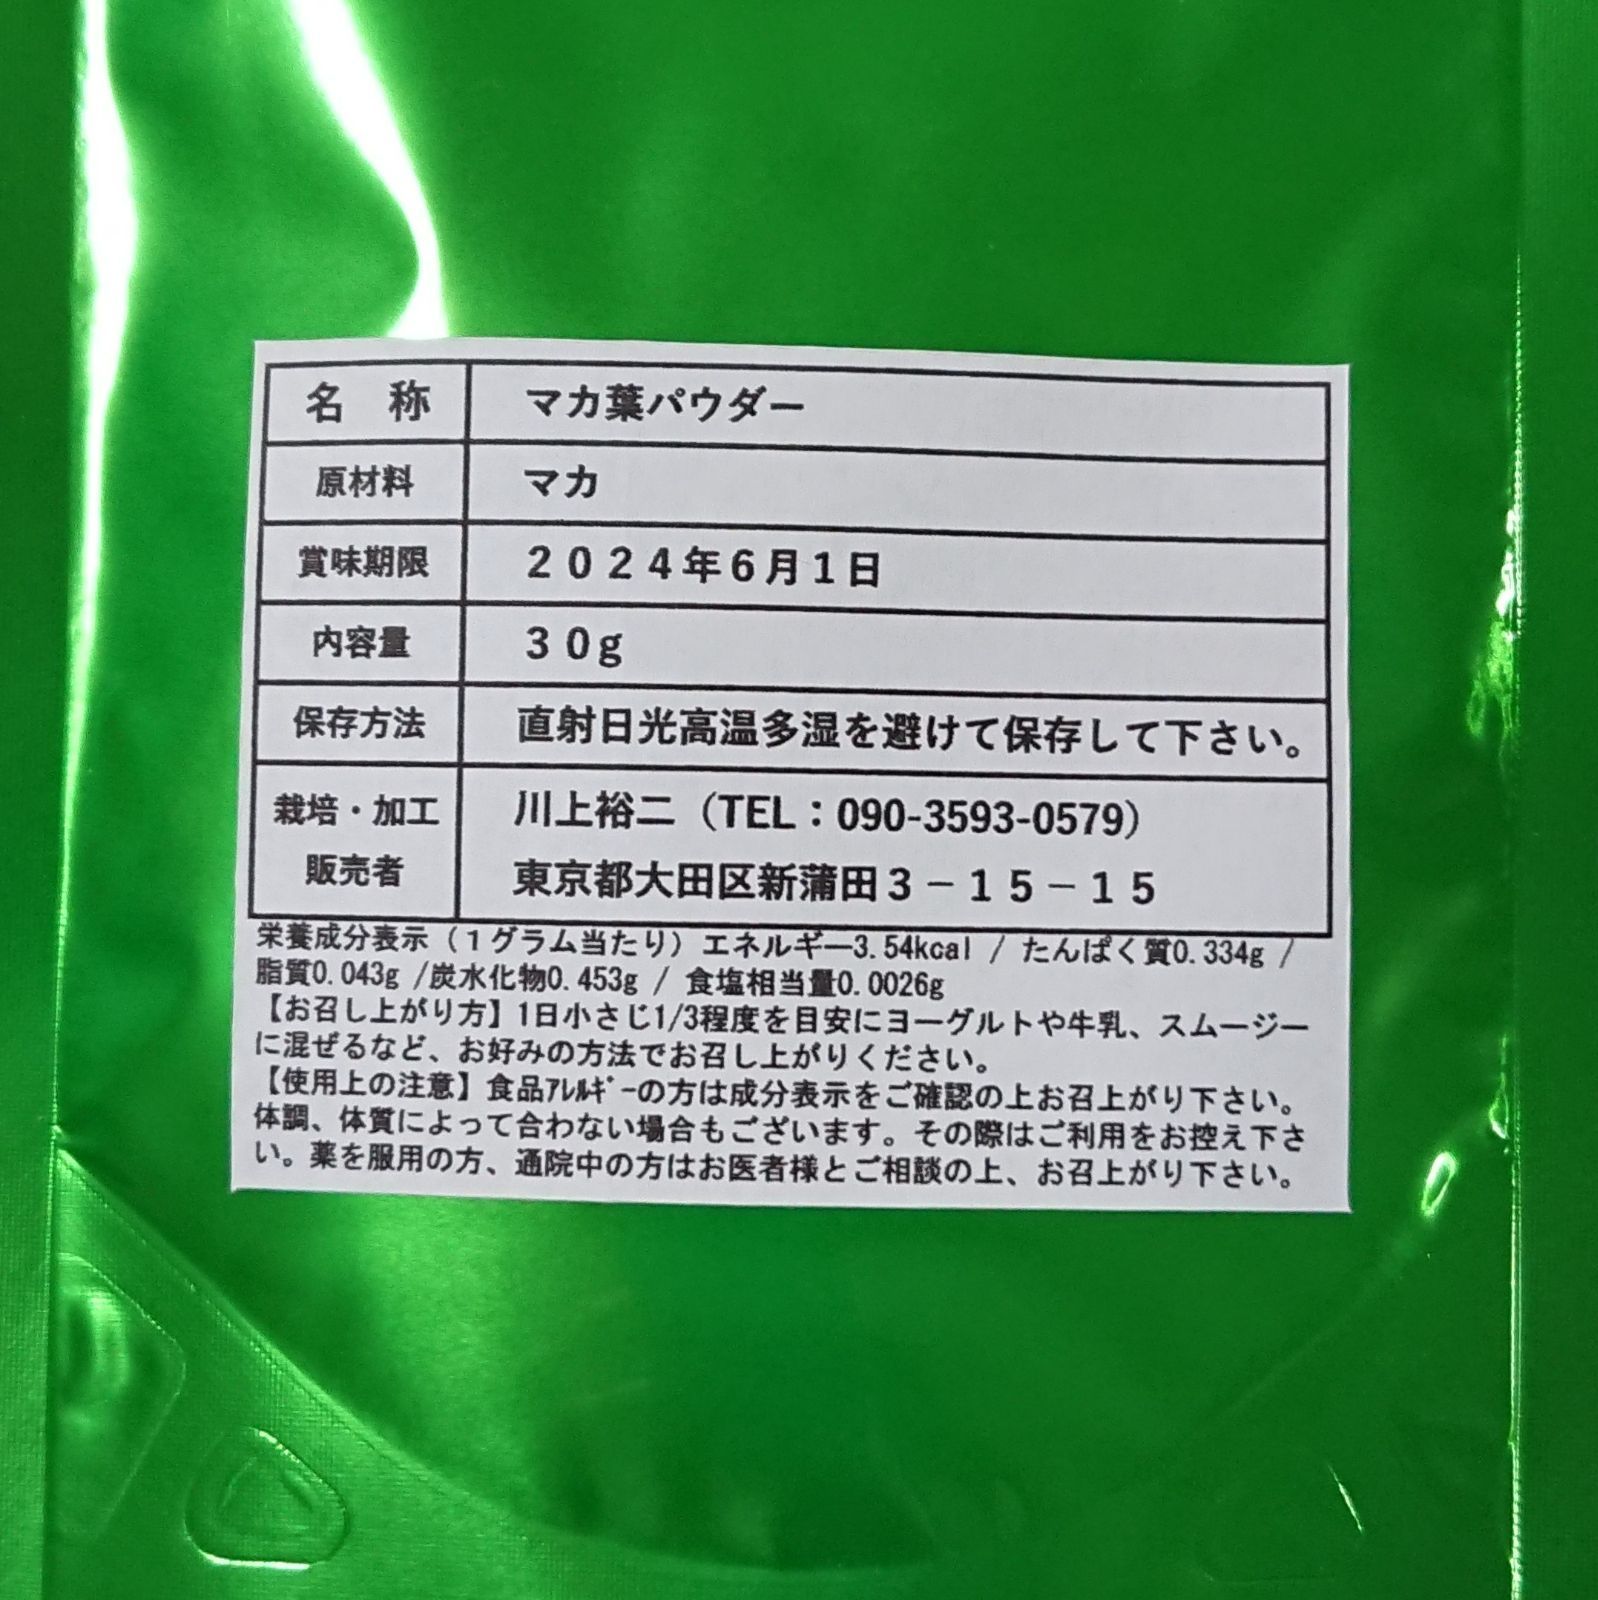 名　称　マカ葉パウダー
原材料　マカ
賞味期限　２０２４年６月１日
内容量　３０g
保存方法　直射日光高温多湿を避けて保存して下さい。
栽培・加工　川上裕二（TEL：090-3593-0579）
販売者　東京都大田区新蒲田３－１５－１５
栄養成分表示（１グラム当たり）エネルギー3.54kcal / たんぱく質0.334g /
脂質0.043g /炭水化物0.453g / 食塩相当量0.0026g
【お召し上がり方】1日小さじ1/3程度を目安にヨーグルトや牛乳、スムージー
に混ぜるなど、お好みの方法でお召し上がりください。
【使用上の注意】食品ｱﾚﾙｷﾞｰの方は成分表示をご確認の上お召上がり下さい。
体調、体質によって合わない場合もございます。その際はご利用をお控え下さ
い。薬を服用の方、通院中の方はお医者様とご相談の上、お召上がり下さい。